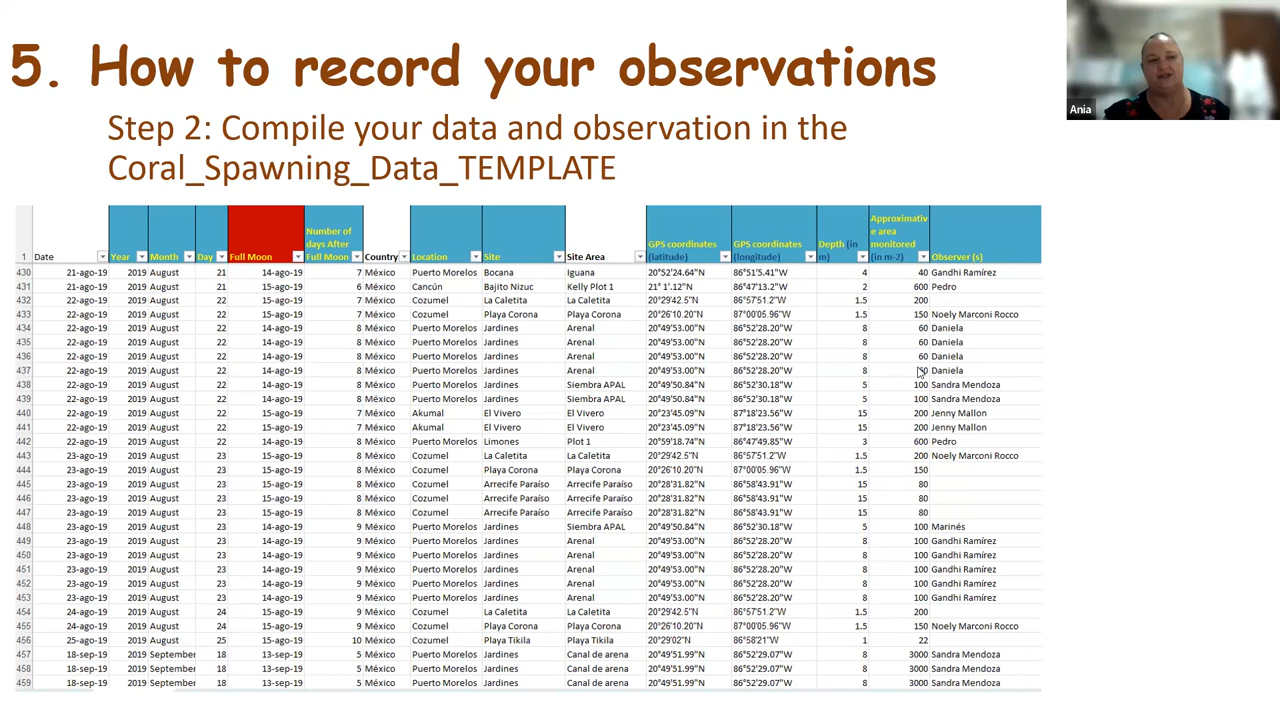 5. How to record your observations
Step 2: Compile your data and observation in the
Coral_Spawning_Data_TEMPLATE
Ania
1 Date Year Month Day Full Moon Number of days After Full Moon Country Location Site Site Area GPS coordinates (latitude) GPS coordinates (longitude) Depth (in m) Approximativ e area monitored (in m-2) Observer (s)
430 21-ago-19 2019 August 21 14-ago-19 7 México Puerto Morelos Bocana Iguana 20°52'24.64"N 86°51'5.41"W 4 40 Gandhi Ramírez
431 21-ago-19 2019 August 21 15-ago-19 6 México Cancún Bajito Nizuc Kelly Plot 1 21° 1'.12"N 86°47'13.2"W 2 600 Pedro
432 22-ago-19 2019 August 22 15-ago-19 7 México Cozumel La Caletita La Caletita 20°29'42.5"N 86°57'51.2"W 1.5 200
433 22-ago-19 2019 August 22 15-ago-19 7 México Cozumel Playa Corona Playa Corona 20°26'10.20"N 87°00'05.96"W 1.5 150 Noely Marconi Rocco
434 22-ago-19 2019 August 22 14-ago-19 8 México Puerto Morelos Jardines Arenal 20°49'53.00"N 86°52'28.20"W 8 60 Daniela
435 22-ago-19 2019 August 22 14-ago-19 8 México Puerto Morelos Jardines Arenal 20°49'53.00"N 86°52'28.20"W 8 60 Daniela
436 22-ago-19 2019 August 22 14-ago-19 8 México Puerto Morelos Jardines Arenal 20°49'53.00"N 86°52'28.20"W 8 60 Daniela
437 22-ago-19 2019 August 22 14-ago-19 8 México Puerto Morelos Jardines Arenal 20°49'53.00"N 86°52'28.20"W 8 Daniela
438 22-ago-19 2019 August 22 14-ago-19 8 México Puerto Morelos Jardines Siembra APAL 20°49'50.84"N 86°52'30.18"W 5 100 Sandra Mendoza
439 22-ago-19 2019 August 22 14-ago-19 8 México Puerto Morelos Jardines Siembra APAL 20°49'50.84"N 86°52'30.18"W 5 100 Sandra Mendoza
440 22-ago-19 2019 August 22 15-ago-19 7 México Akumal El Vivero El Vivero 20°23'45.09"N 87°18'23.56"W 15 200 Jenny Mallon
441 22-ago-19 2019 August 22 15-ago-19 7 México Akumal El Vivero El Vivero 20°23'45.09"N 87°18'23.56"W 15 200 Jenny Mallon
442 22-ago-19 2019 August 22 14-ago-19 8 México Puerto Morelos Limones Plot 1 20°59'18.74"N 86°47'49.85"W 3 600 Pedro
443 23-ago-19 2019 August 23 15-ago-19 8 México Cozumel La Caletita La Caletita 20°29'42.5"N 86°57'51.2"W 1.5 200 Noely Marconi Rocco
444 23-ago-19 2019 August 23 15-ago-19 8 México Cozumel Playa Corona Playa Corona 20°26'10.20"N 87°00'05.96"W 1.5 150
445 23-ago-19 2019 August 23 15-ago-19 8 México Cozumel Arrecife Paraíso Arrecife Paraíso 20°28'31.82"N 86°58'43.91"W 15 80
446 23-ago-19 2019 August 23 15-ago-19 8 México Cozumel Arrecife Paraíso Arrecife Paraíso 20°28'31.82"N 86°58'43.91"W 15 80
447 23-ago-19 2019 August 23 15-ago-19 8 México Cozumel Arrecife Paraíso Arrecife Paraíso 20°28'31.82"N 86°58'43.91"W 15 80
448 23-ago-19 2019 August 23 14-ago-19 9 México Puerto Morelos Jardines Siembra APAL 20°49'50.84"N 86°52'30.18"W 5 100 Marinés
449 23-ago-19 2019 August 23 14-ago-19 9 México Puerto Morelos Jardines Arenal 20°49'53.00"N 86°52'28.20"W 8 100 Gandhi Ramírez
450 23-ago-19 2019 August 23 14-ago-19 9 México Puerto Morelos Jardines Arenal 20°49'53.00"N 86°52'28.20"W 8 100 Gandhi Ramírez
451 23-ago-19 2019 August 23 14-ago-19 9 México Puerto Morelos Jardines Arenal 20°49'53.00"N 86°52'28.20"W 8 100 Gandhi Ramírez
452 23-ago-19 2019 August 23 14-ago-19 9 México Puerto Morelos Jardines Arenal 20°49'53.00"N 86°52'28.20"W 8 100 Gandhi Ramírez
453 23-ago-19 2019 August 23 14-ago-19 9 México Puerto Morelos Jardines Arenal 20°49'53.00"N 86°52'28.20"W 8 100 Gandhi Ramírez
454 24-ago-19 2019 August 24 15-ago-19 9 México Cozumel La Caletita La Caletita 20°29'42.5"N 86°57'51.2"W 1.5 200
455 24-ago-19 2019 August 24 15-ago-19 9 México Cozumel Playa Corona Playa Corona 20°26'10.20"N 87°00'05.96"W 1.5 150 Noely Marconi Rocco
456 25-ago-19 2019 August 25 15-ago-19 10 México Cozumel Playa Tikila Playa Tikila 20°29'02"N 86°58'21"W 1 22
457 18-sep-19 2019 September 18 13-sep-19 5 México Puerto Morelos Jardines Canal de arena 20°49'51.99"N 86°52'29.07"W 8 3000 Sandra Mendoza
458 18-sep-19 2019 September 18 13-sep-19 5 México Puerto Morelos Jardines Canal de arena 20°49'51.99"N 86°52'29.07"W 8 3000 Sandra Mendoza
459 18-sep-19 2019 September 18 13-sep-19 5 México Puerto Morelos Jardines Canal de arena 20°49'51.99"N 86°52'29.07"W 8 3000 Sandra Mendoza